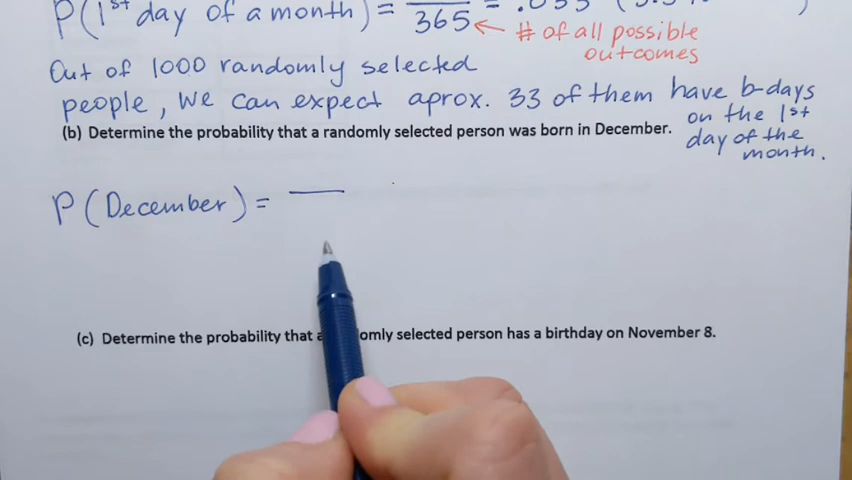 P(1st day of a month) = 365 =
# of all possible
outcomes
Out of 1000 randomly selected
people, we can expect aprox. 33 of them have b-days
on the 1st
day of the
month.
(b) Determine the probability that a randomly selected person was born in December.
P(December) =
(c) Determine the probability that a omly selected person has a birthday on November 8.